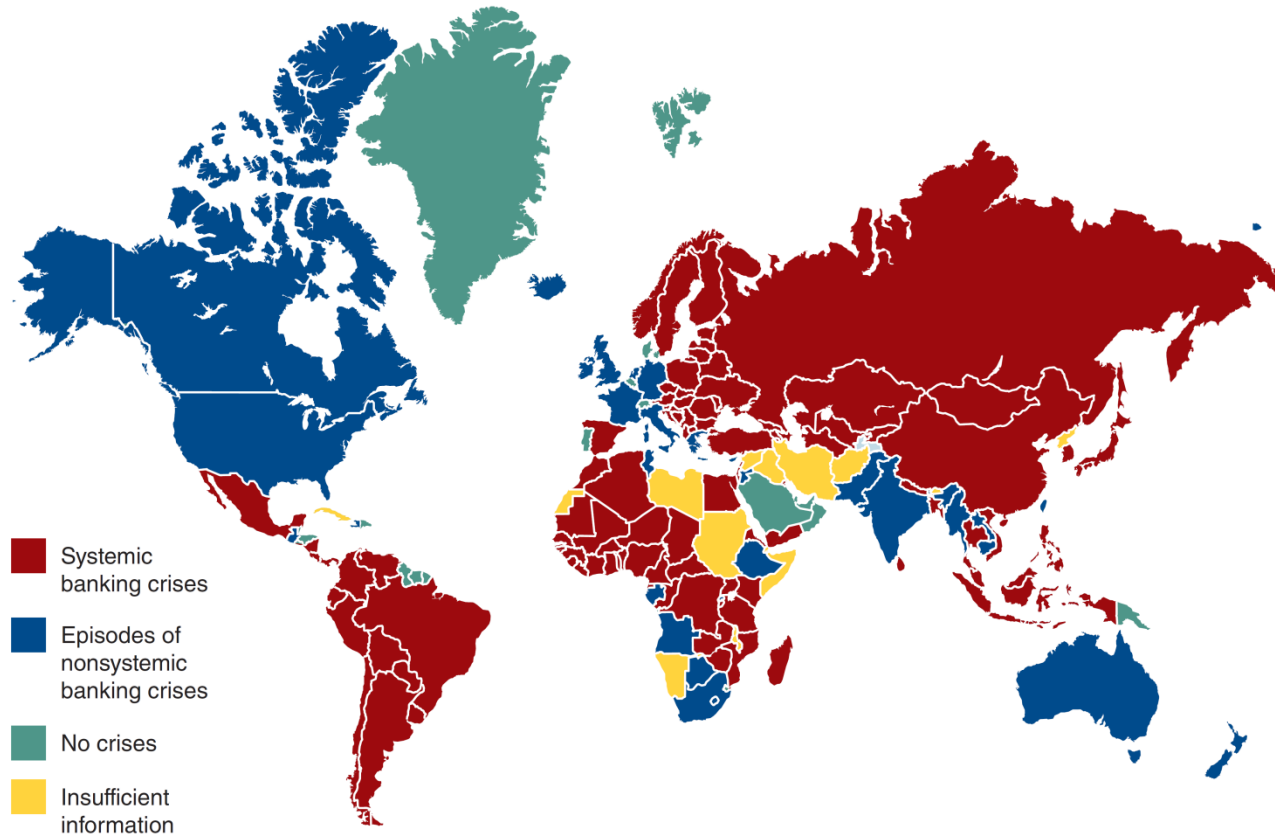 Systemic
banking crises
Episodes of
nonsystemic
banking crises
No crises
Insufficient
information